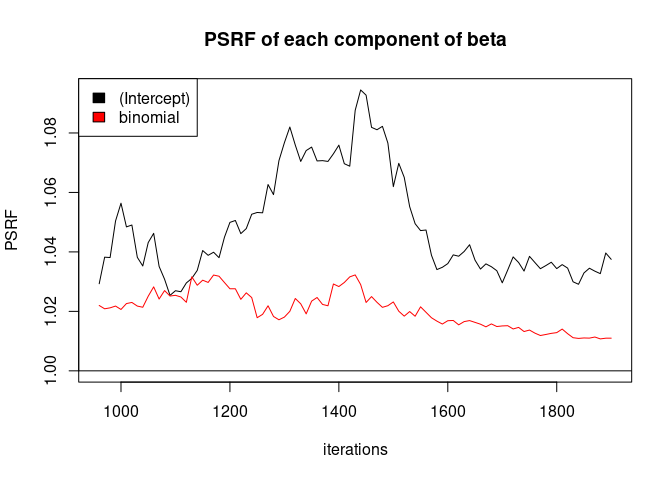 PSRF of each component of beta
(Intercept)
binomial
PSRF
1.08
1.06
1.04
1.02
1.00
1000 1200 1400 1600 1800
iterations